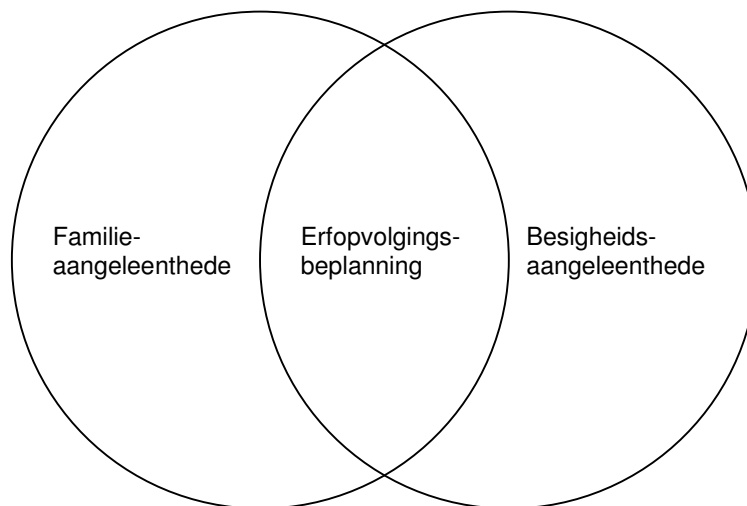 Familie-
aangeleenthede
Erfopvolgings-
beplanning
Besigheids-
aangeleenthede